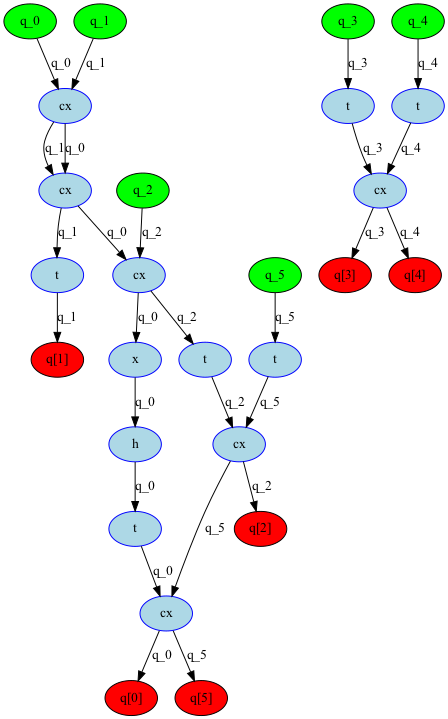 q_0 q_1 q_3 q_4
q_0 q_1 q_3 q_4
cx t t
q_1 q_0 q_3 q_4
cx q_2 cx
q_1 q_0 q_2 q_3 q_4
t cx q_5 q[3] q[4]
q_1 q_0 q_2 q_5
q[1] x t t
q_0 q_2 q_5
h cx
q_0 q_2
t q[2]
q_5
q_0
cx
q_0 q_5
q[0] q[5]